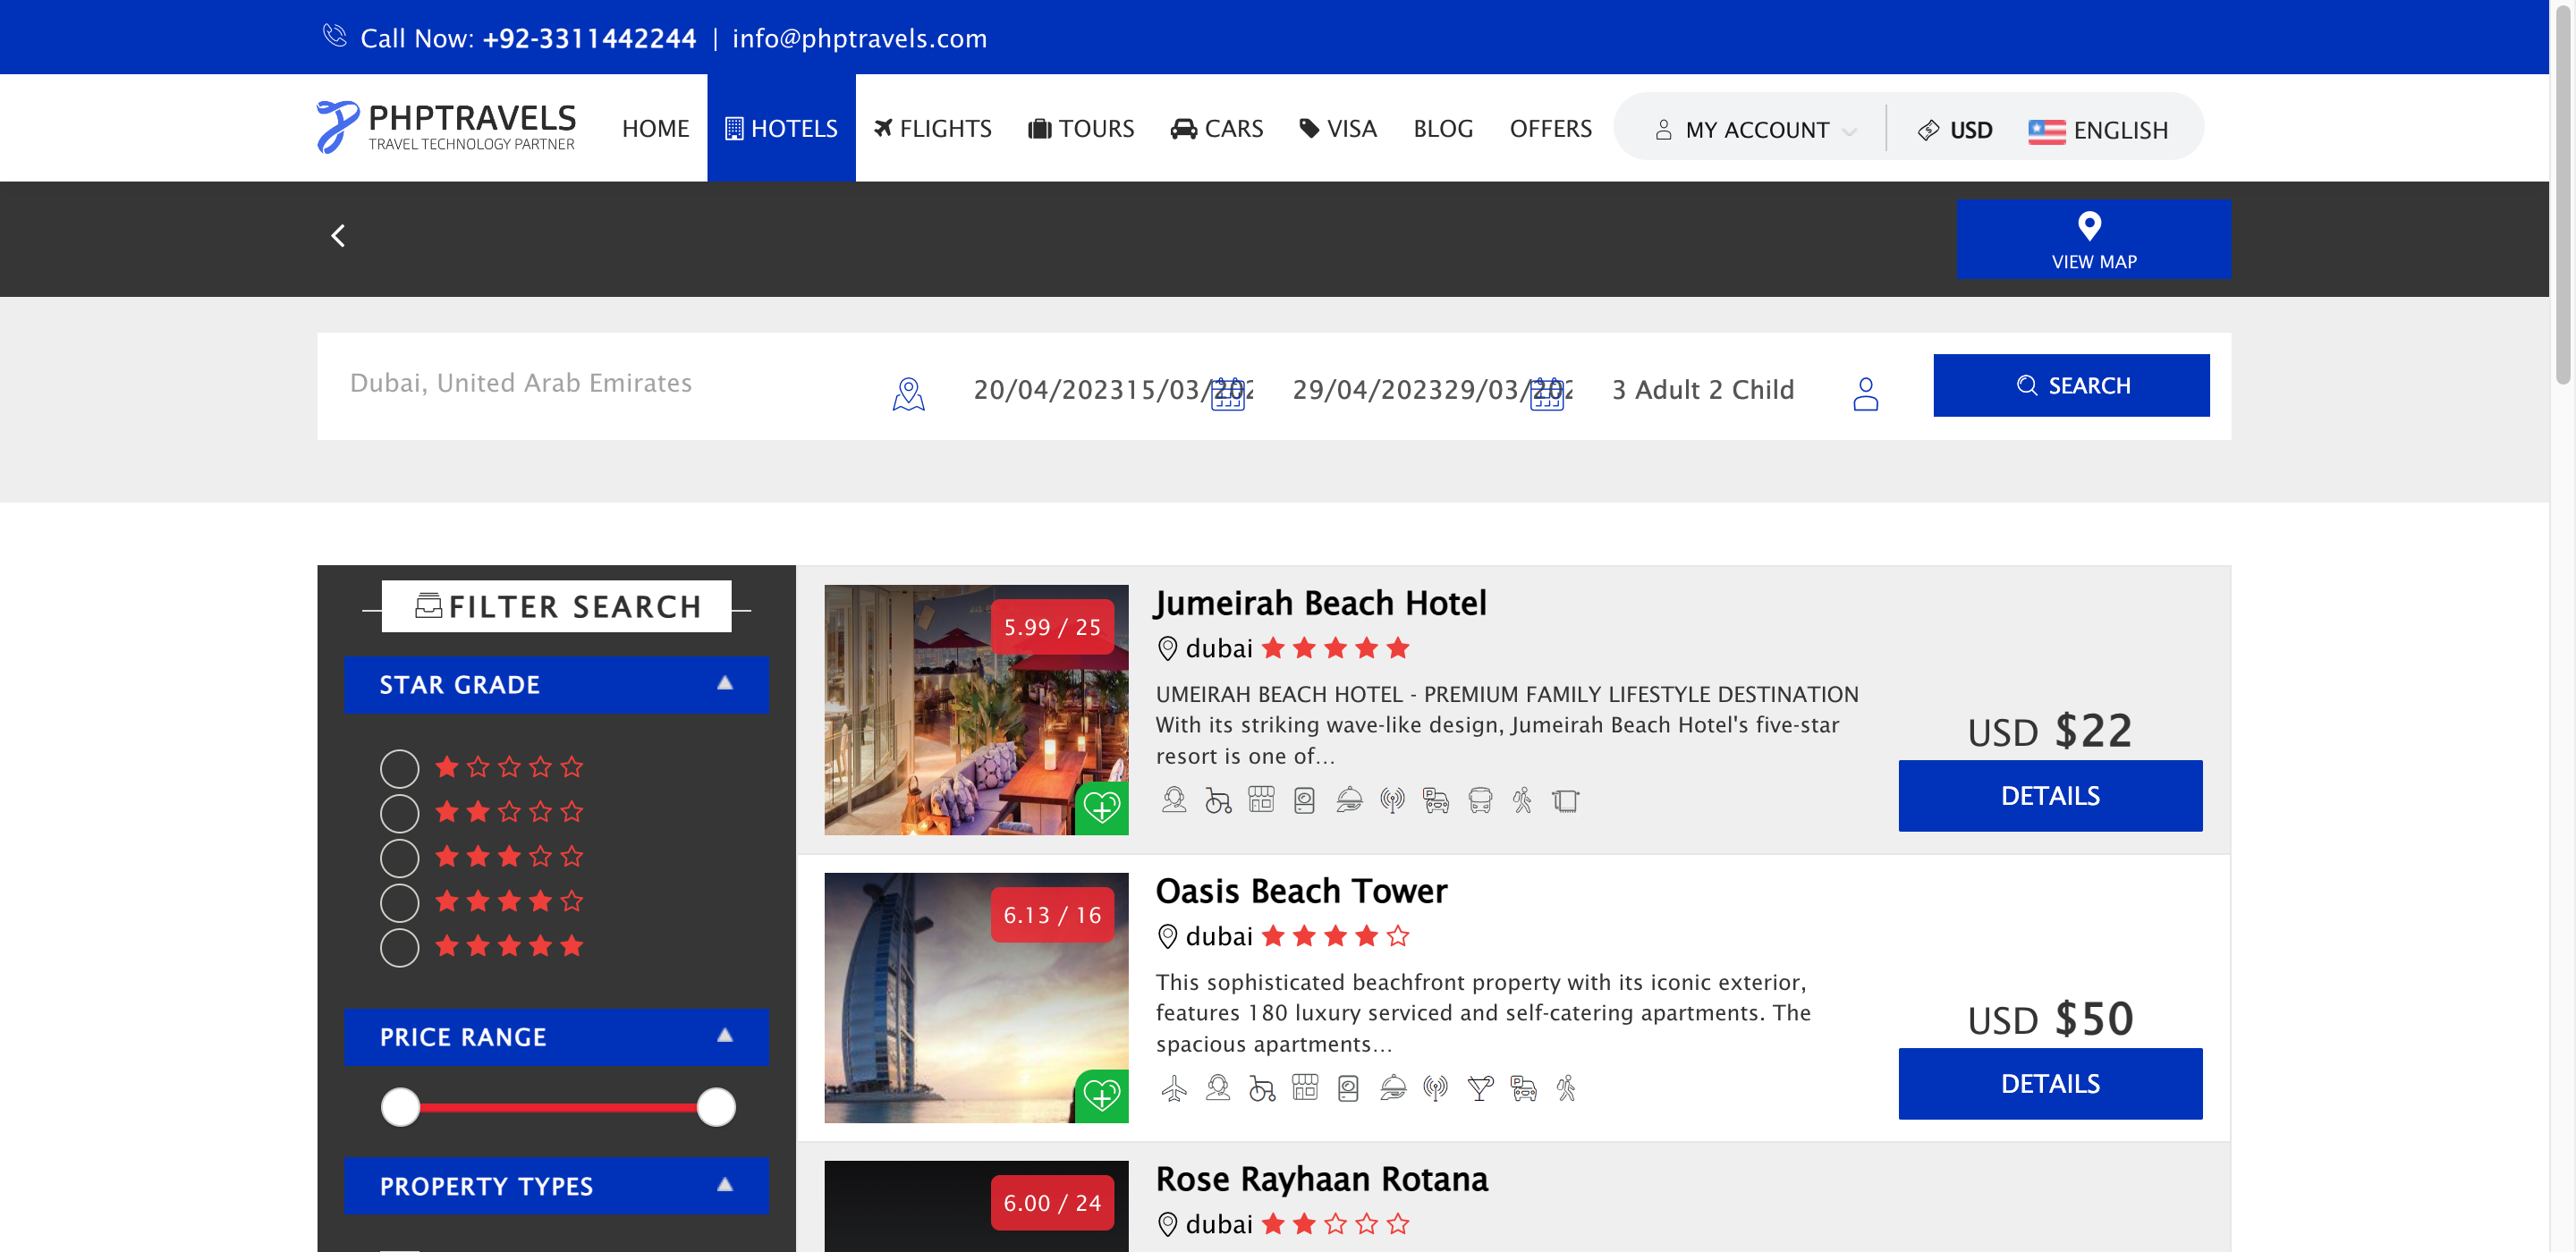 Call Now: +92-3311442244 | info@phptravels.com
PHPTRAVELS
TRAVEL TECHNOLOGY PARTNER
HOME HOTELS FLIGHTS TOURS CARS VISA BLOG OFFERS MY ACCOUNT USD ENGLISH
VIEW MAP
Dubai, United Arab Emirates 20/04/202315/03/202 29/04/202329/03/202 3 Adult 2 Child SEARCH
FILTER SEARCH
STAR GRADE
PRICE RANGE
PROPERTY TYPES
5.99 / 25
Jumeirah Beach Hotel
dubai
UMEIRAH BEACH HOTEL - PREMIUM FAMILY LIFESTYLE DESTINATION
With its striking wave-like design, Jumeirah Beach Hotel's five-star
resort is one of...
USD $22
DETAILS
6.13 / 16
Oasis Beach Tower
dubai
This sophisticated beachfront property with its iconic exterior,
features 180 luxury serviced and self-catering apartments. The
spacious apartments...
USD $50
DETAILS
6.00 / 24
Rose Rayhaan Rotana
dubai